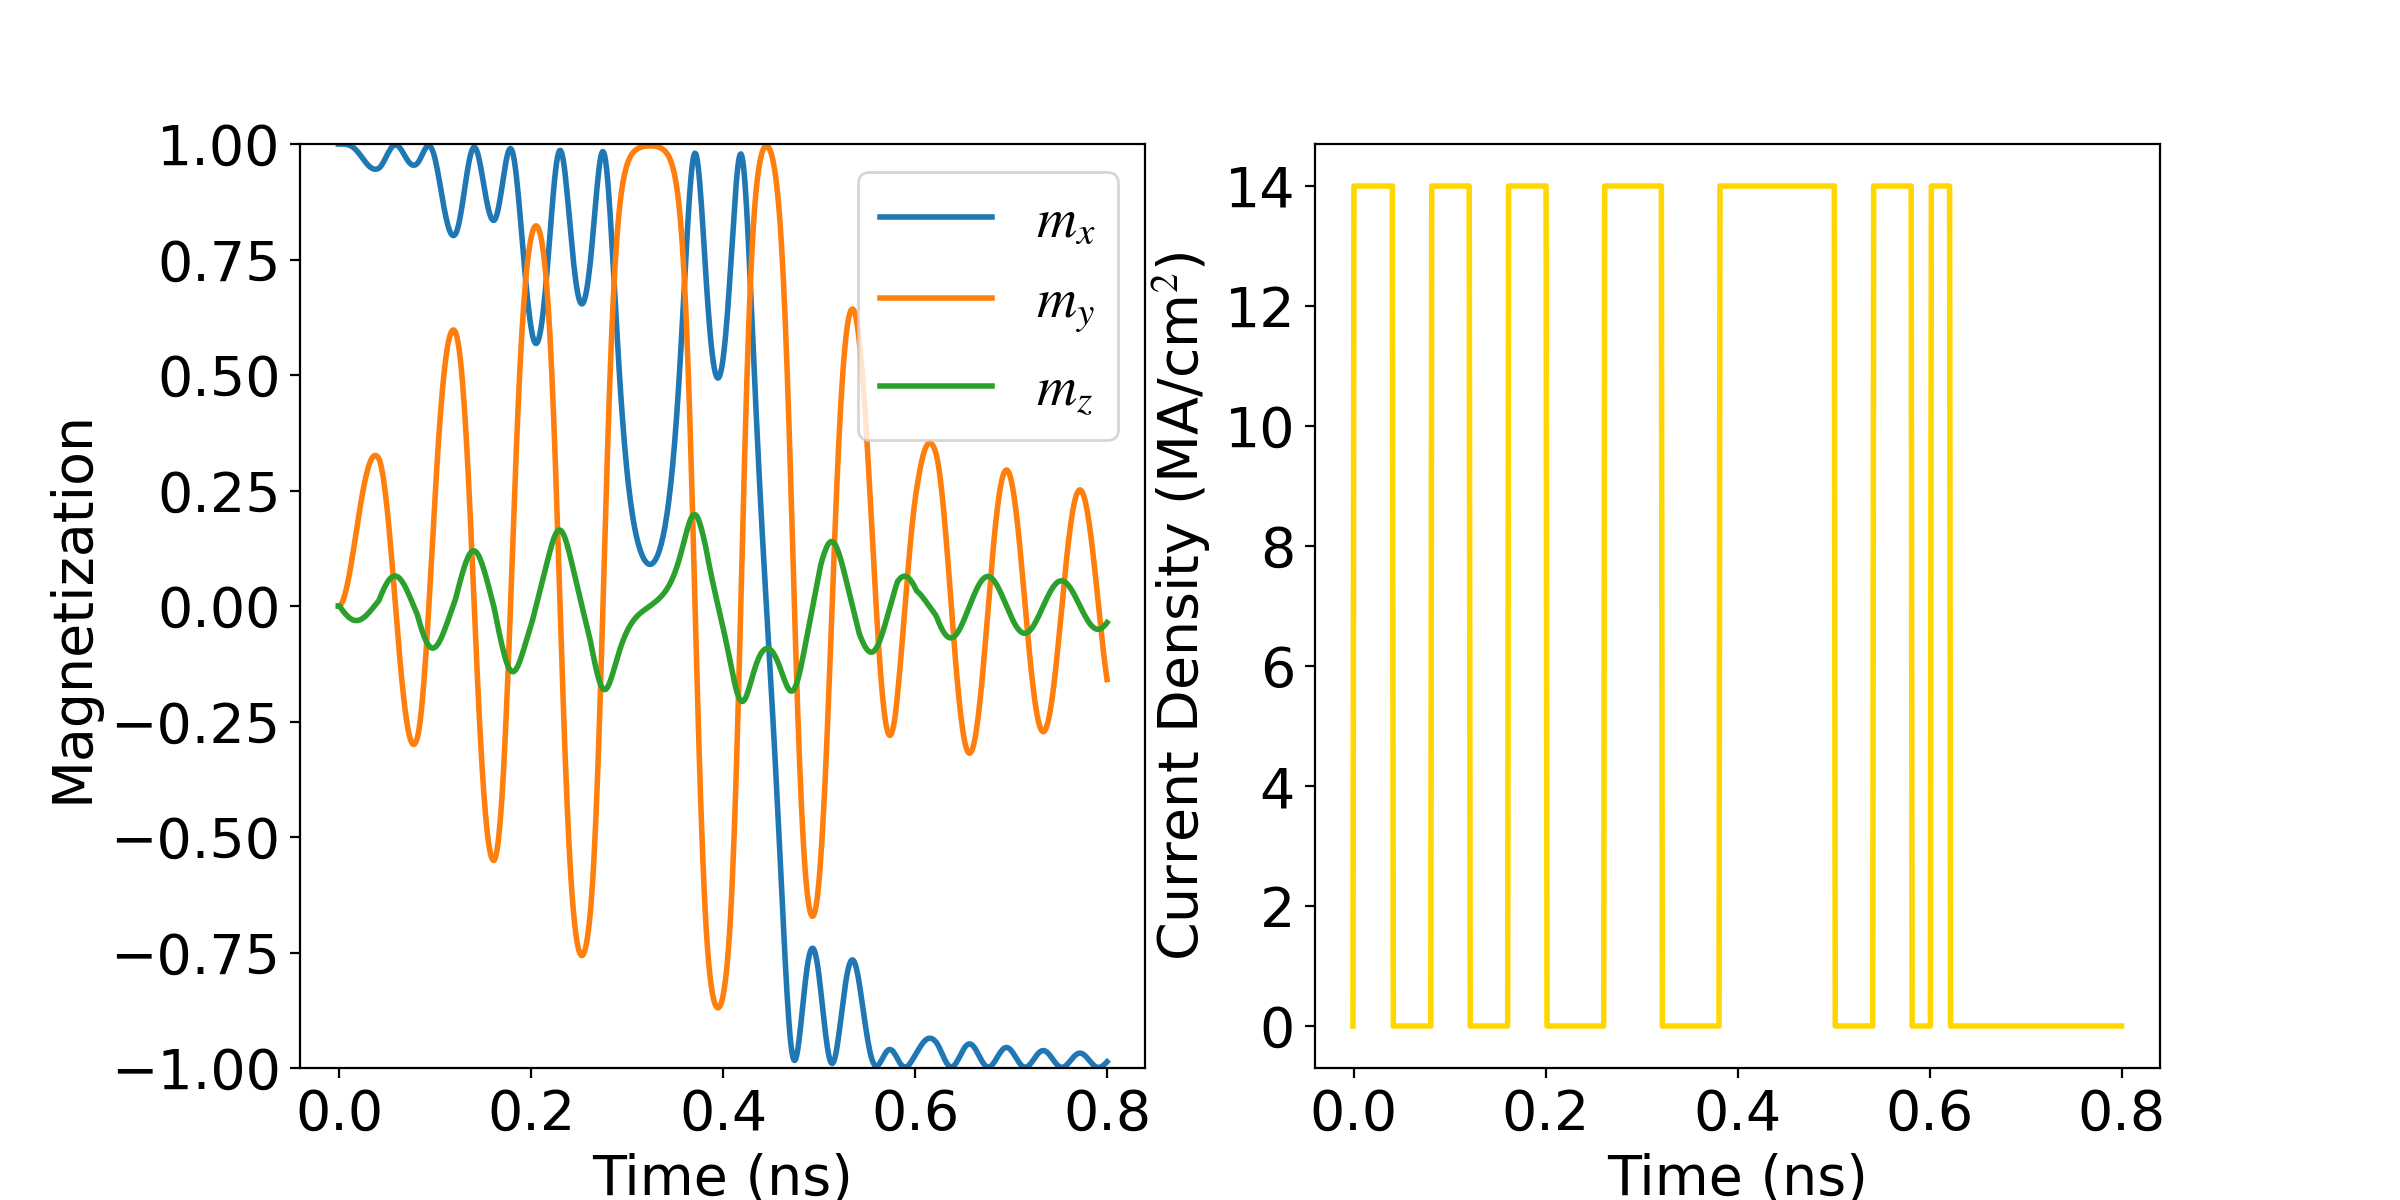 Magnetization
1.00
0.75
0.50
0.25
0.00
−0.25
−0.50
−0.75
−1.00
0.0 0.2 0.4 0.6 0.8
Time (ns)
m_x
m_y
m_z
Current Density (MA/cm²)
14
12
10
8
6
4
2
0
0.0 0.2 0.4 0.6 0.8
Time (ns)